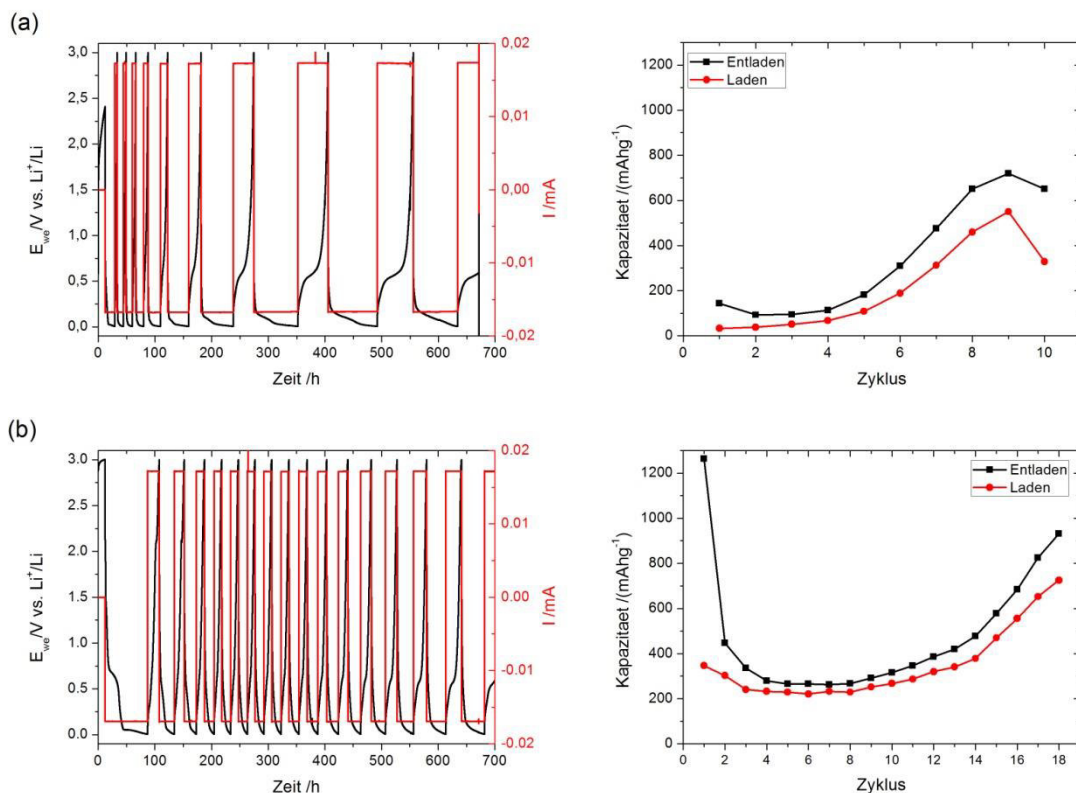 (a)
3,0
2,5
2,0
1,5
1,0
0,5
0,0
E_we/V vs. Li⁺/Li
0,02
0,01
0,00
-0,01
-0,02
I /mA
0 100 200 300 400 500 600 700
Zeit /h
Entladen
Laden
1200
1000
800
600
400
200
0
Kapazitaet /(mAhg⁻¹)
0 2 4 6 8 10
Zyklus
(b)
3.0
2.5
2.0
1.5
1.0
0.5
0.0
E_we/V vs. Li⁺/Li
0.02
0.01
0.00
-0.01
-0.02
I /mA
0 100 200 300 400 500 600 700
Zeit /h
Entladen
Laden
1200
1000
800
600
400
200
0
Kapazitaet /(mAhg⁻¹)
0 2 4 6 8 10 12 14 16 18
Zyklus